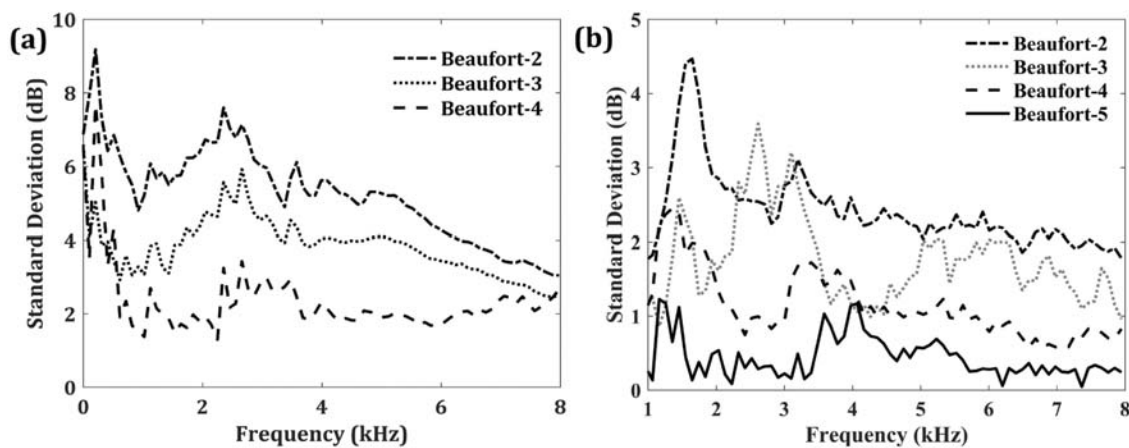 (a)
Standard Deviation (dB)
10
8
6
4
2
0
Beaufort-2
Beaufort-3
Beaufort-4
0 2 4 6 8
Frequency (kHz)
(b)
Standard Deviation (dB)
5
4
3
2
1
0
Beaufort-2
Beaufort-3
Beaufort-4
Beaufort-5
1 2 3 4 5 6 7 8
Frequency (kHz)